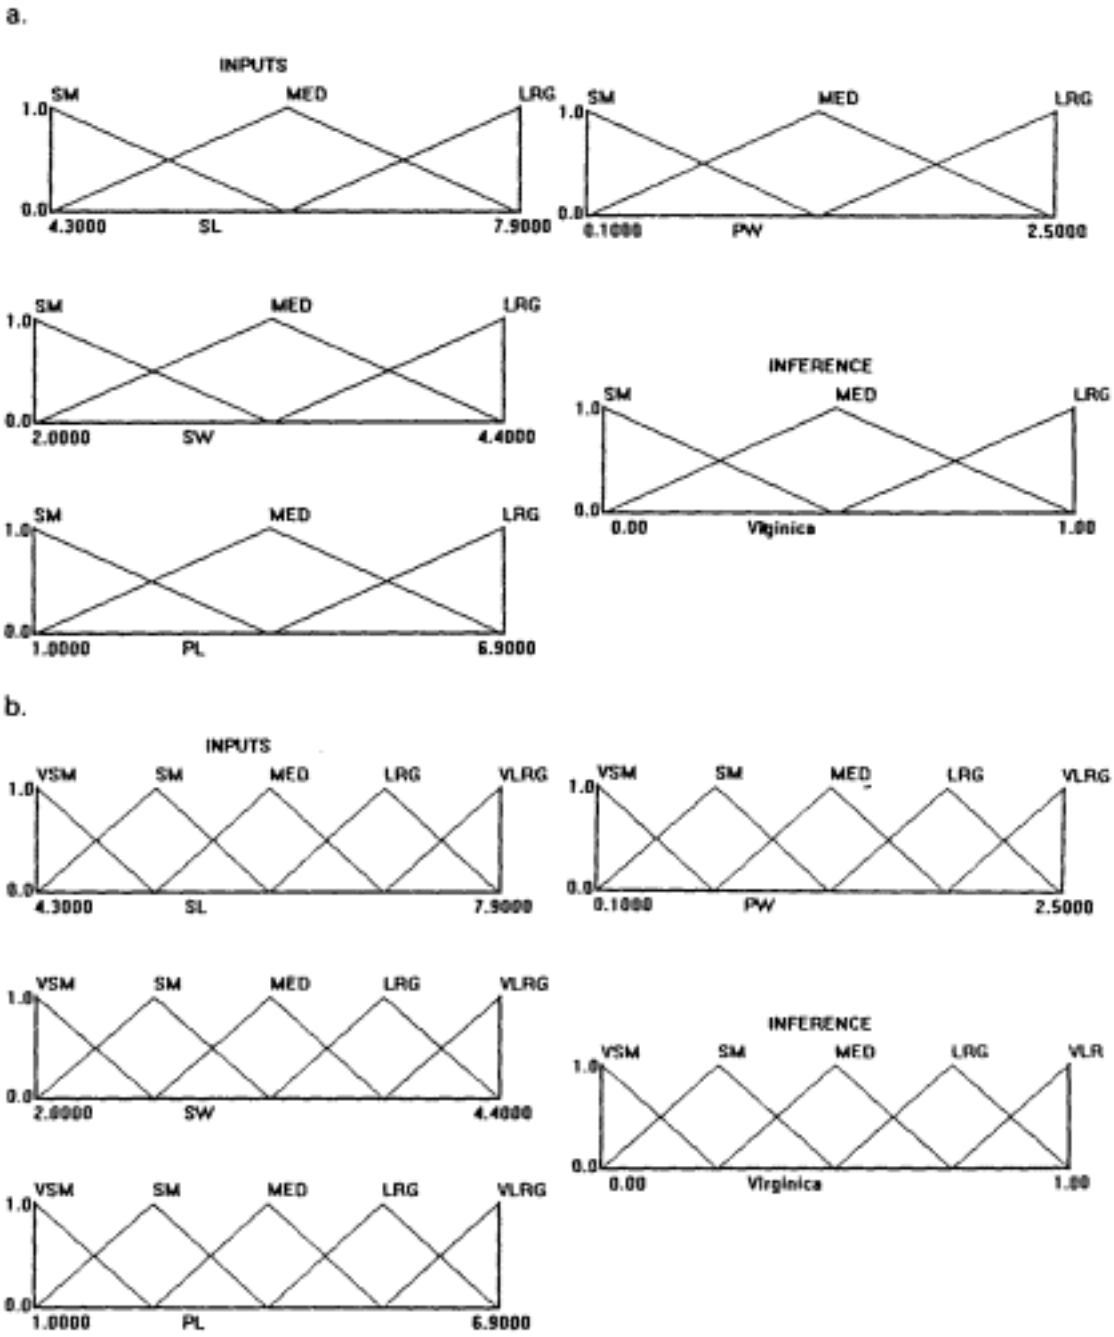 a.
INPUTS
SM MED LRG
1.0
0.0
4.3000 SL 7.9000
SM MED LRG
1.0
0.0
0.1000 PW 2.5000
SM MED LRG
1.0
0.0
2.0000 SW 4.4000
INFERENCE
SM MED LRG
1.0
0.0
0.00 Virginica 1.00
SM MED LRG
1.0
0.0
1.0000 PL 6.9000
b.
INPUTS
VSM SM MED LRG VLRG
1.0
0.0
4.3000 SL 7.9000
VSM SM MED LRG VLRG
1.0
0.0
0.1000 PW 2.5000
VSM SM MED LRG VLRG
1.0
0.0
2.0000 SW 4.4000
INFERENCE
VSM SM MED LRG VLR
1.0
0.0
0.00 Virginica 1.00
VSM SM MED LRG VLRG
1.0
0.0
1.0000 PL 6.9000